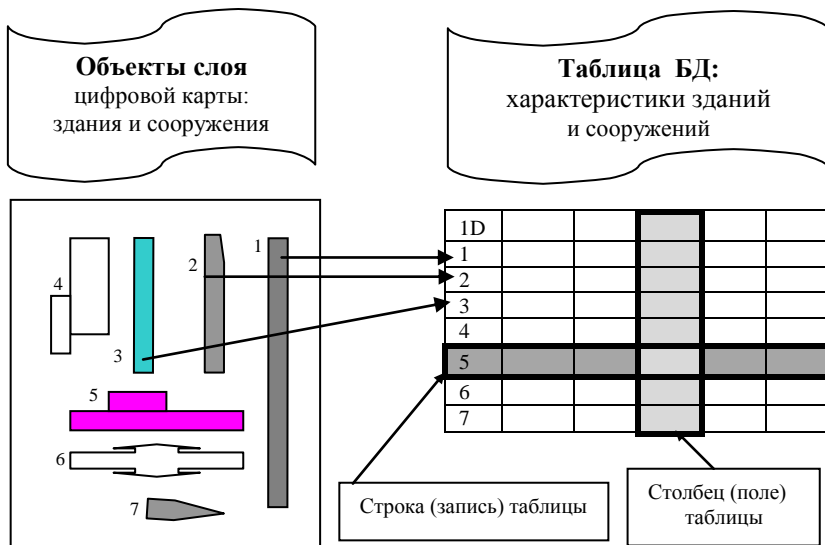 Объекты слоя
цифровой карты:
здания и сооружения
Таблица БД:
характеристики зданий
и сооружений
1
2
3
4
5
6
7
1D
1
2
3
4
5
6
7
Строка (запись) таблицы
Столбец (поле)
таблицы